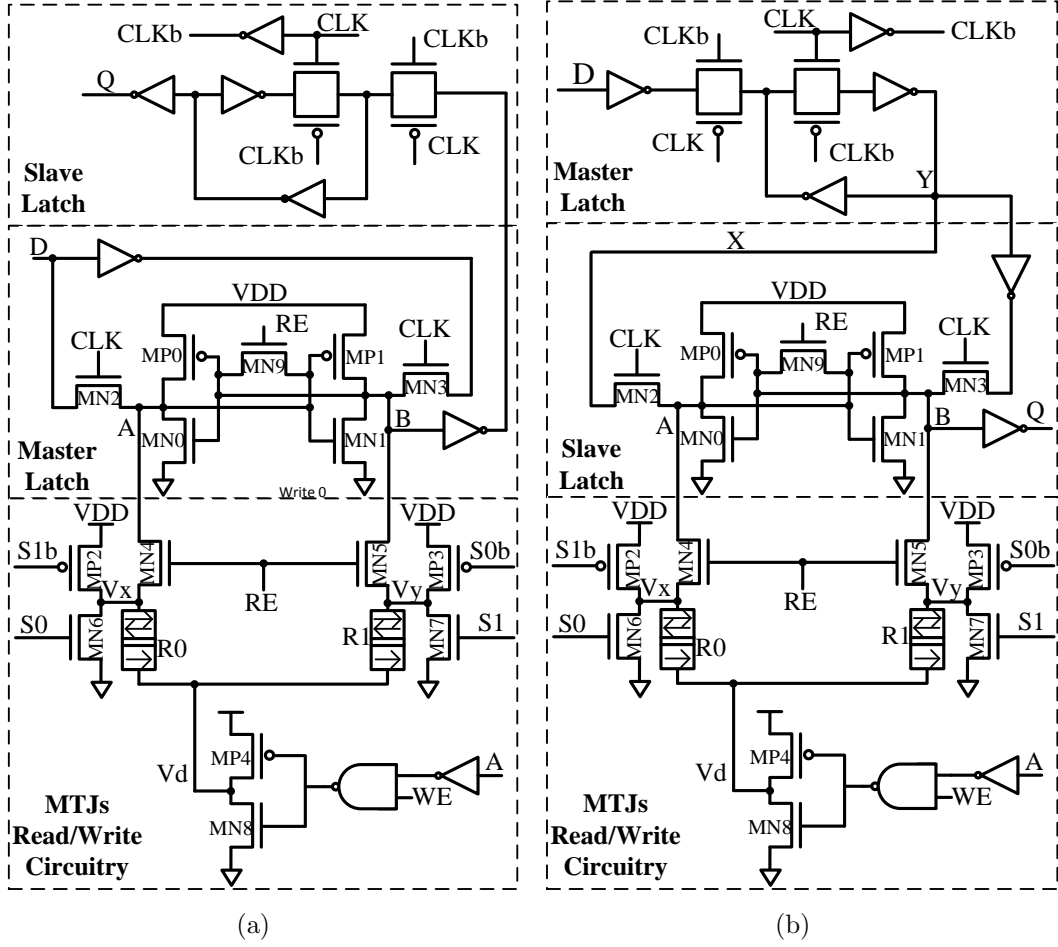 CLKb
CLK
CLKb
Q
CLKb
CLK
Slave
Latch
D
VDD
RE
CLK
CLK
MP0
MP1
MN9
MN2
MN3
A
MN0
MN1
B
Master
Latch
Write 0
VDD
VDD
S1b
MP2
MN4
MN5
MP3
S0b
Vx
RE
Vy
S0
MN6
R0
R1
MN7
S1
MP4
Vd
A
WE
MN8
MTJs
Read/Write
Circuitry
(a)
CLKb
CLK
CLKb
D
CLK
CLKb
Master
Latch
Y
X
VDD
RE
CLK
CLK
MP0
MP1
MN9
MN2
MN3
A
MN0
MN1
B
Q
Slave
Latch
VDD
VDD
S1b
MP2
MN4
MN5
MP3
S0b
Vx
RE
Vy
S0
MN6
R0
R1
MN7
S1
MP4
Vd
A
WE
MN8
MTJs
Read/Write
Circuitry
(b)